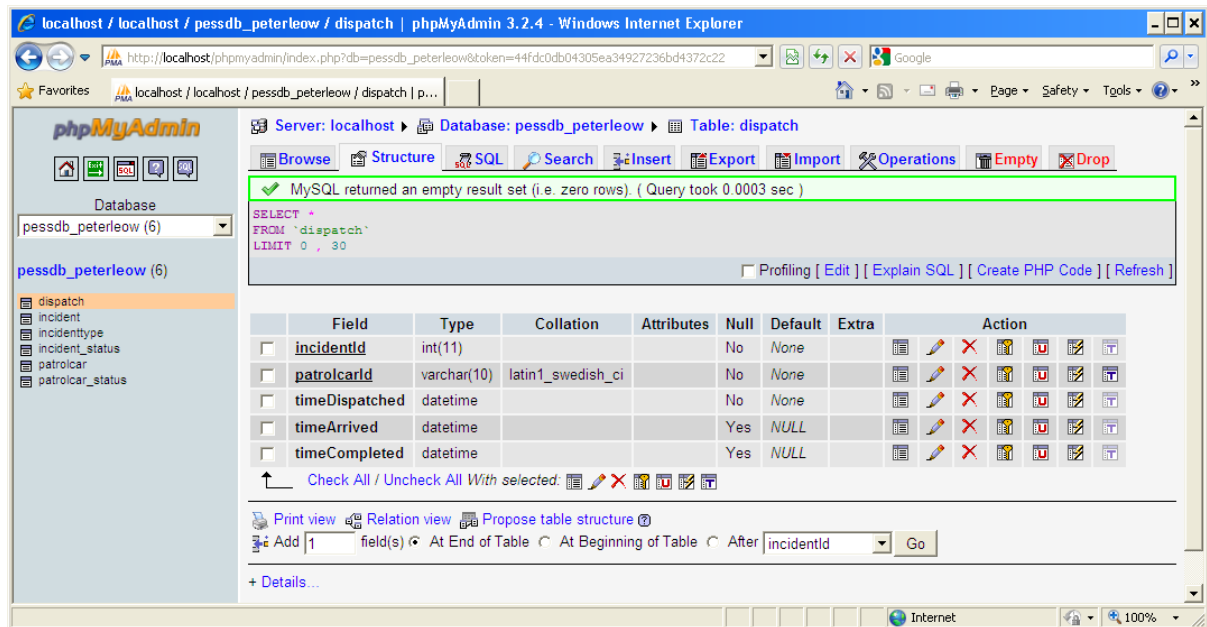 localhost / localhost / pessdb_peterleow / dispatch | phpMyAdmin 3.2.4 - Windows Internet Explorer
http://localhost/phpmyadmin/index.php?db=pessdb_peterleow&token=44fdc0db04305ea34927236bd4372c22
Google
Favorites
localhost / localhost / pessdb_peterleow / dispatch | p...
Page
Safety
Tools
»
phpMyAdmin
Database
pessdb_peterleow (6)
pessdb_peterleow (6)
dispatch
incident
incidenttype
incident_status
patrolcar
patrolcar_status
Server: localhost Database: pessdb_peterleow Table: dispatch
Browse Structure SQL Search Insert Export Import Operations Empty Drop
MySQL returned an empty result set (i.e. zero rows). ( Query took 0.0003 sec )
SELECT *
FROM `dispatch`
LIMIT 0 , 30
Profiling [ Edit ] [ Explain SQL ] [ Create PHP Code ] [ Refresh ]
Field Type Collation Attributes Null Default Extra Action
incidentId int(11) No None
patrolcarId varchar(10) latin1_swedish_ci No None
timeDispatched datetime No None
timeArrived datetime Yes NULL
timeCompleted datetime Yes NULL
Check All / Uncheck All With selected:
Print view Relation view Propose table structure
Add 1 field(s) At End of Table At Beginning of Table After incidentId Go
+ Details...
Internet
100%